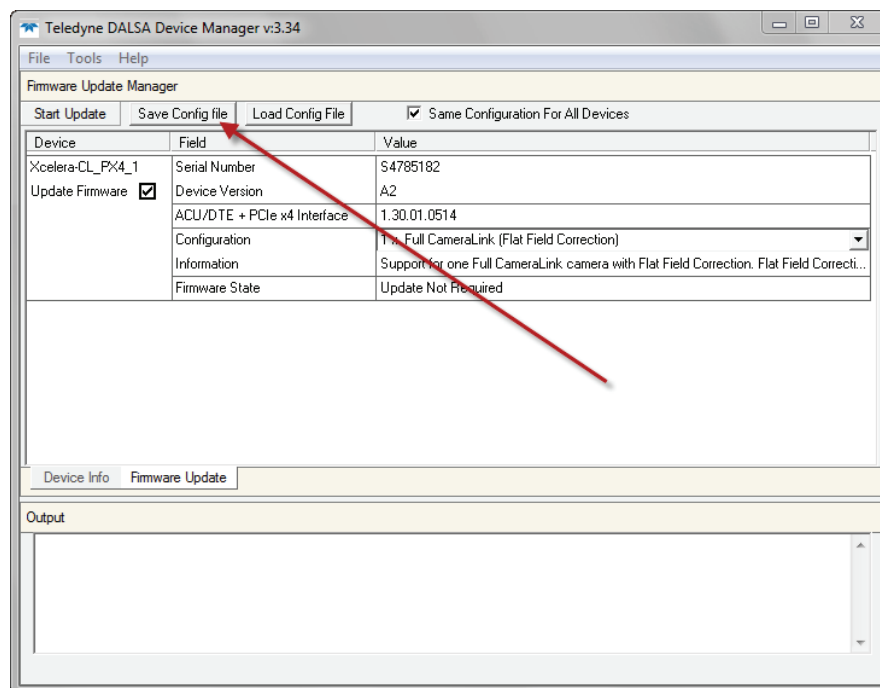 Teledyne DALSA Device Manager v:3.34
File Tools Help
Firmware Update Manager
Start Update Save Config file Load Config File Same Configuration For All Devices
Device Field Value
Xcelera-CL_PX4_1 Serial Number S4785182
Update Firmware Device Version A2
ACU/DTE + PCIe x4 Interface 1.30.01.0514
Configuration 1 x Full CameraLink (Flat Field Correction)
Information Support for one Full CameraLink camera with Flat Field Correction. Flat Field Correcti...
Firmware State Update Not Required
Device Info Firmware Update
Output